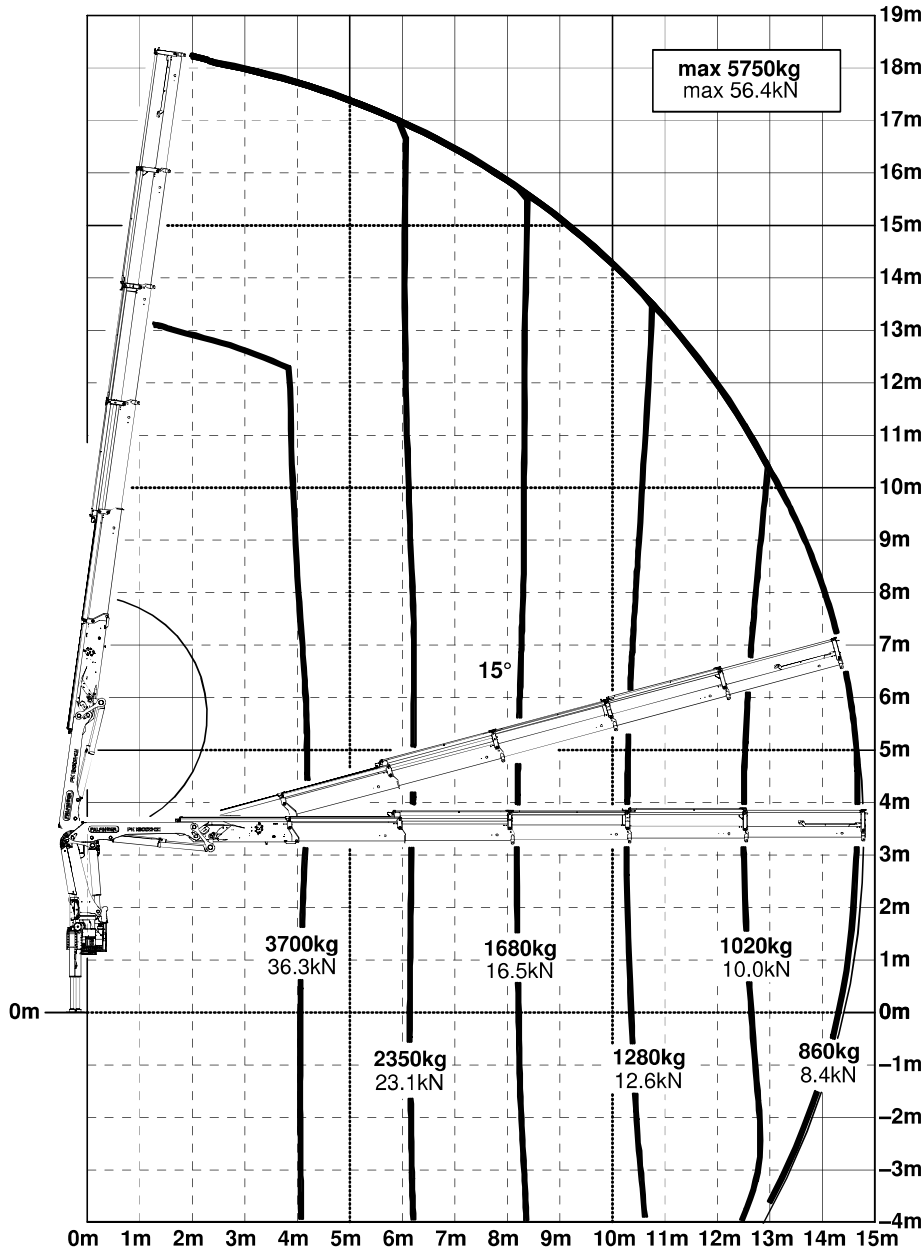 19m
18m
max 5750kg
max 56.4kN
17m
16m
15m
14m
13m
12m
11m
10m
9m
8m
7m
15°
6m
5m
4m
PALFINGER
3m
2m
3700kg
36.3kN
1680kg
16.5kN
1020kg
10.0kN
1m
0m
0m
2350kg
23.1kN
1280kg
12.6kN
860kg
8.4kN
–1m
–2m
–3m
–4m
0m 1m 2m 3m 4m 5m 6m 7m 8m 9m 10m 11m 12m 13m 14m 15m